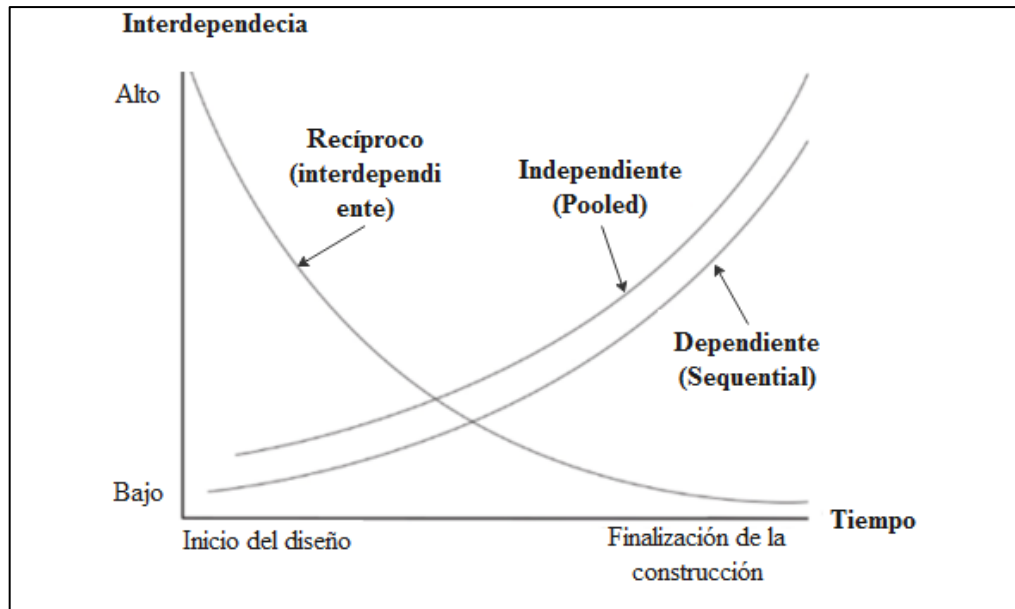 Interdependecia
Alto
Recíproco
(interdependi
ente)
Independiente
(Pooled)
Dependiente
(Sequential)
Bajo
Tiempo
Inicio del diseño
Finalización de la
construcción